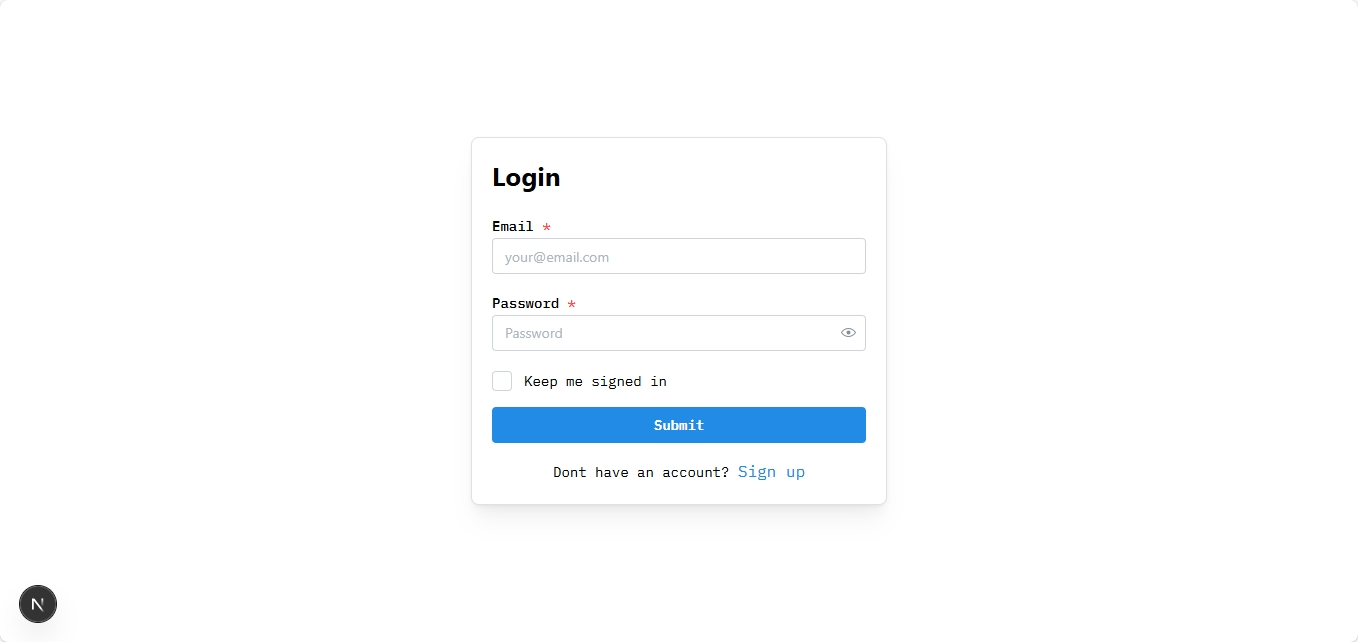 Login
Email *
your@email.com
Password *
Password
Keep me signed in
Submit
Dont have an account? Sign up
N